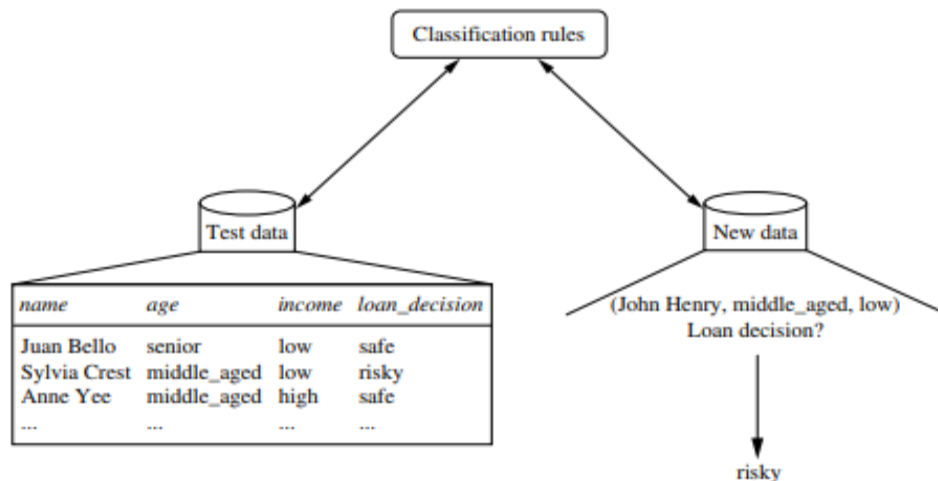 Classification rules
Test data
New data
name age income loan_decision
Juan Bello senior low safe
Sylvia Crest middle_aged low risky
Anne Yee middle_aged high safe
... ... ... ...
(John Henry, middle_aged, low)
Loan decision?
risky